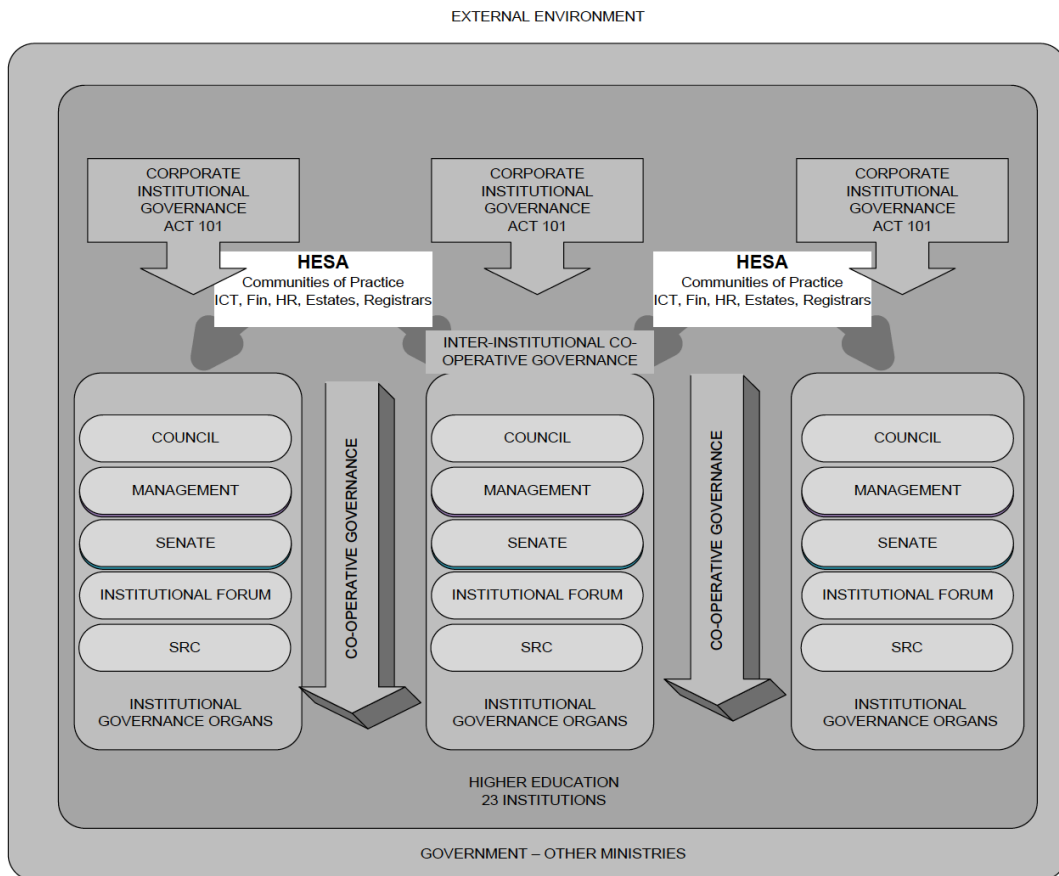 EXTERNAL ENVIRONMENT
CORPORATE
INSTITUTIONAL
GOVERNANCE
ACT 101
CORPORATE
INSTITUTIONAL
GOVERNANCE
ACT 101
CORPORATE
INSTITUTIONAL
GOVERNANCE
ACT 101
HESA
Communities of Practice
ICT, Fin, HR, Estates, Registrars
HESA
Communities of Practice
ICT, Fin, HR, Estates, Registrars
INTER-INSTITUTIONAL CO-
OPERATIVE GOVERNANCE
COUNCIL
MANAGEMENT
SENATE
INSTITUTIONAL FORUM
SRC
INSTITUTIONAL
GOVERNANCE ORGANS
CO-OPERATIVE GOVERNANCE
COUNCIL
MANAGEMENT
SENATE
INSTITUTIONAL FORUM
SRC
INSTITUTIONAL
GOVERNANCE ORGANS
CO-OPERATIVE GOVERNANCE
COUNCIL
MANAGEMENT
SENATE
INSTITUTIONAL FORUM
SRC
INSTITUTIONAL
GOVERNANCE ORGANS
HIGHER EDUCATION
23 INSTITUTIONS
GOVERNMENT – OTHER MINISTRIES